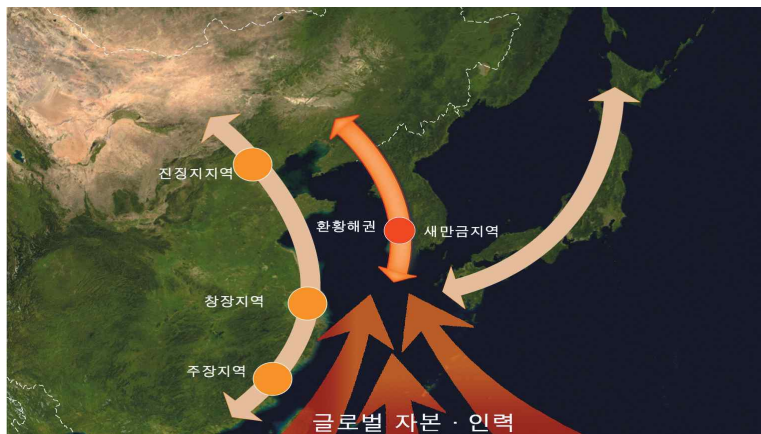 진징지지역
환황해권
새만금지역
창장지역
주장지역
글로벌 자본 · 인력